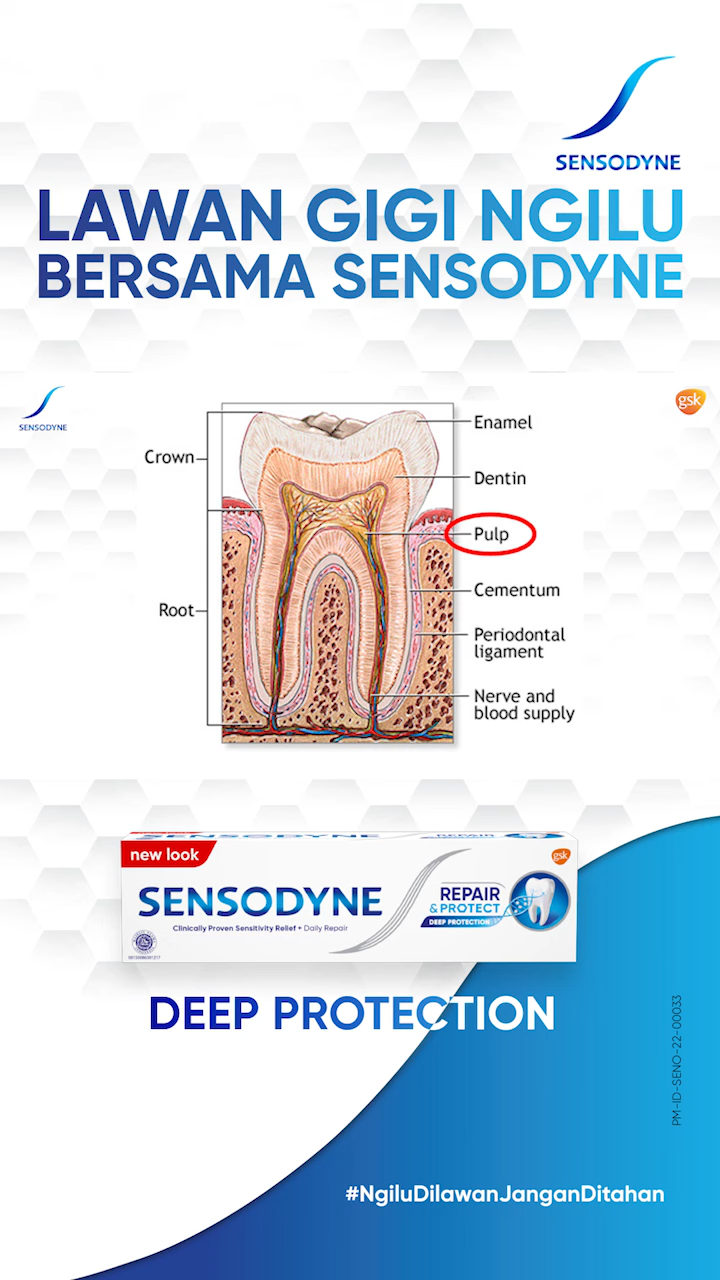 SENSODYNE
LAWAN GIGI NGILU
BERSAMA SENSODYNE
SENSODYNE
gsk
Enamel
Crown
Dentin
Pulp
Cementum
Root
Periodontal
ligament
Nerve and
blood supply
new look
gsk
SENSODYNE
REPAIR
& PROTECT
DEEP PROTECTION
Clinically Proven Sensitivity Relief • Daily Repair
DEEP PROTECTION
PM-ID-SENO-22-00033
#NgiluDilawanJanganDitahan